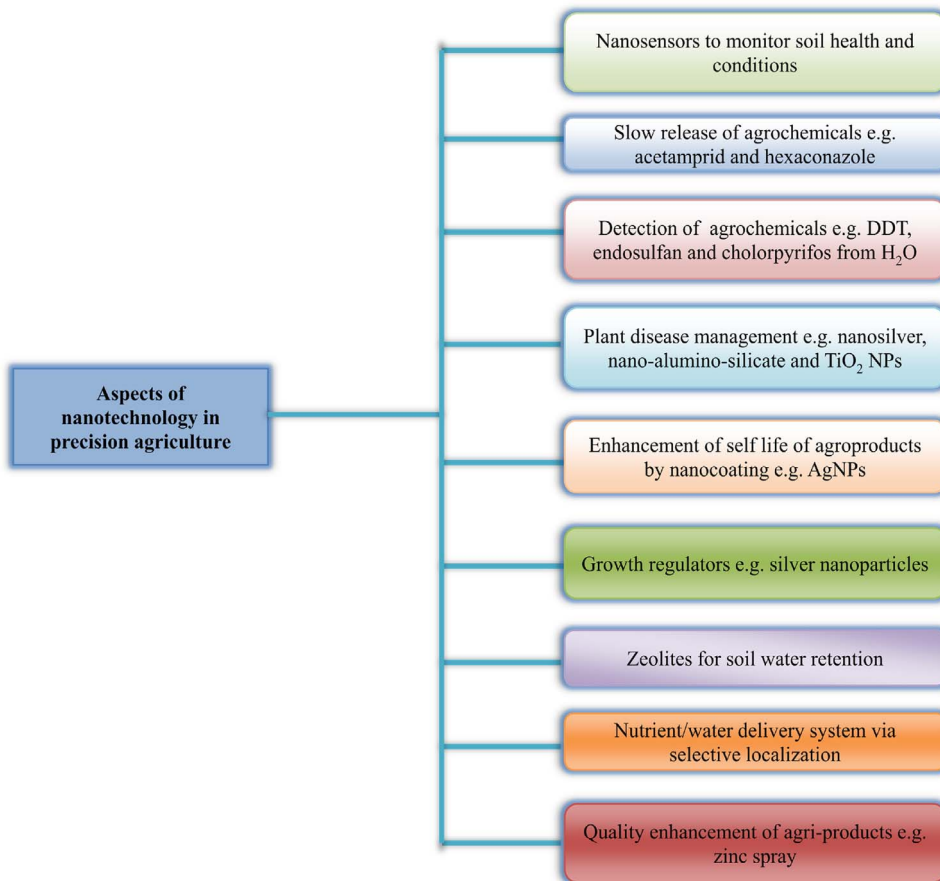 Nanosensors to monitor soil health and
conditions
Slow release of agrochemicals e.g.
acetamprid and hexaconazole
Detection of agrochemicals e.g. DDT,
endosulfan and cholorpyrifos from H₂O
Plant disease management e.g. nanosilver,
nano-alumino-silicate and TiO₂ NPs
Aspects of
nanotechnology in
precision agriculture
Enhancement of self life of agroproducts
by nanocoating e.g. AgNPs
Growth regulators e.g. silver nanoparticles
Zeolites for soil water retention
Nutrient/water delivery system via
selective localization
Quality enhancement of agri-products e.g.
zinc spray